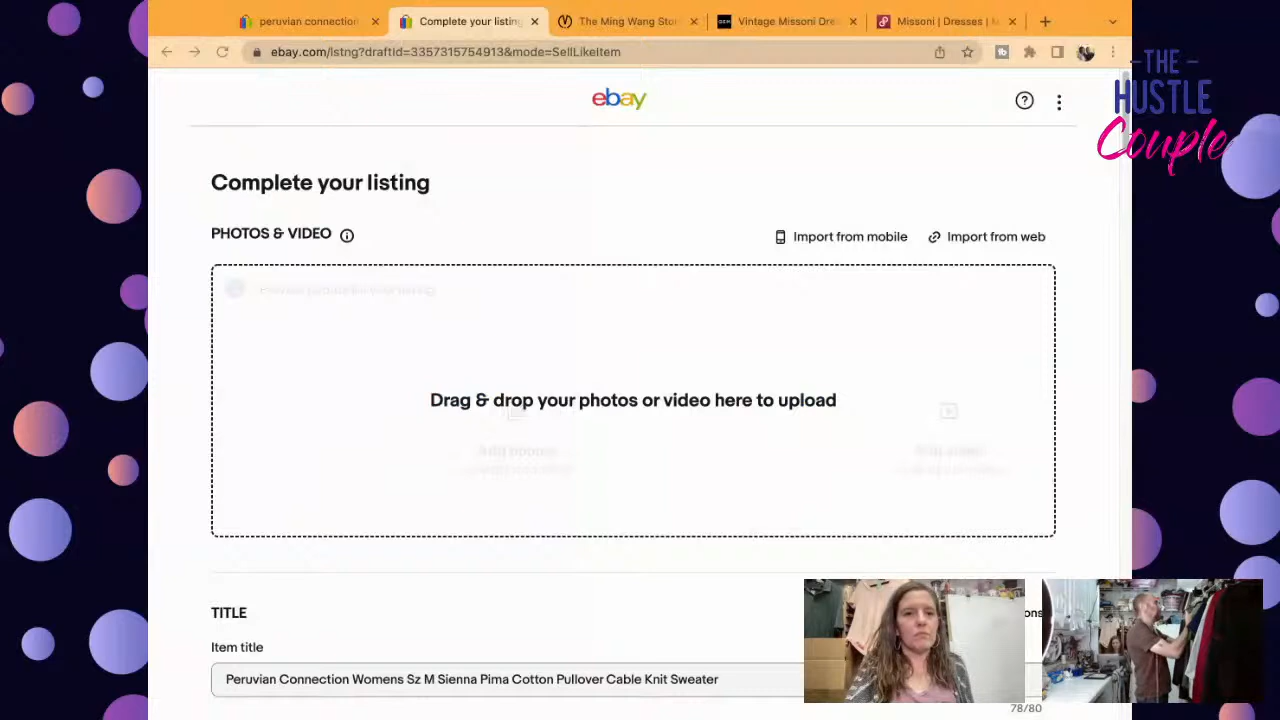 peruvian connection
Complete your listing
The Ming Wang Stor
Vintage Missoni Dre
Missoni | Dresses | M
ebay.com/lstng?draftId=3357315754913&mode=SellLikeItem
THE
HUSTLE
Couple
ebay
Complete your listing
PHOTOS & VIDEO
Import from mobile
Import from web
Drag & drop your photos or video here to upload
TITLE
ons
Item title
Peruvian Connection Womens Sz M Sienna Pima Cotton Pullover Cable Knit Sweater
78/80